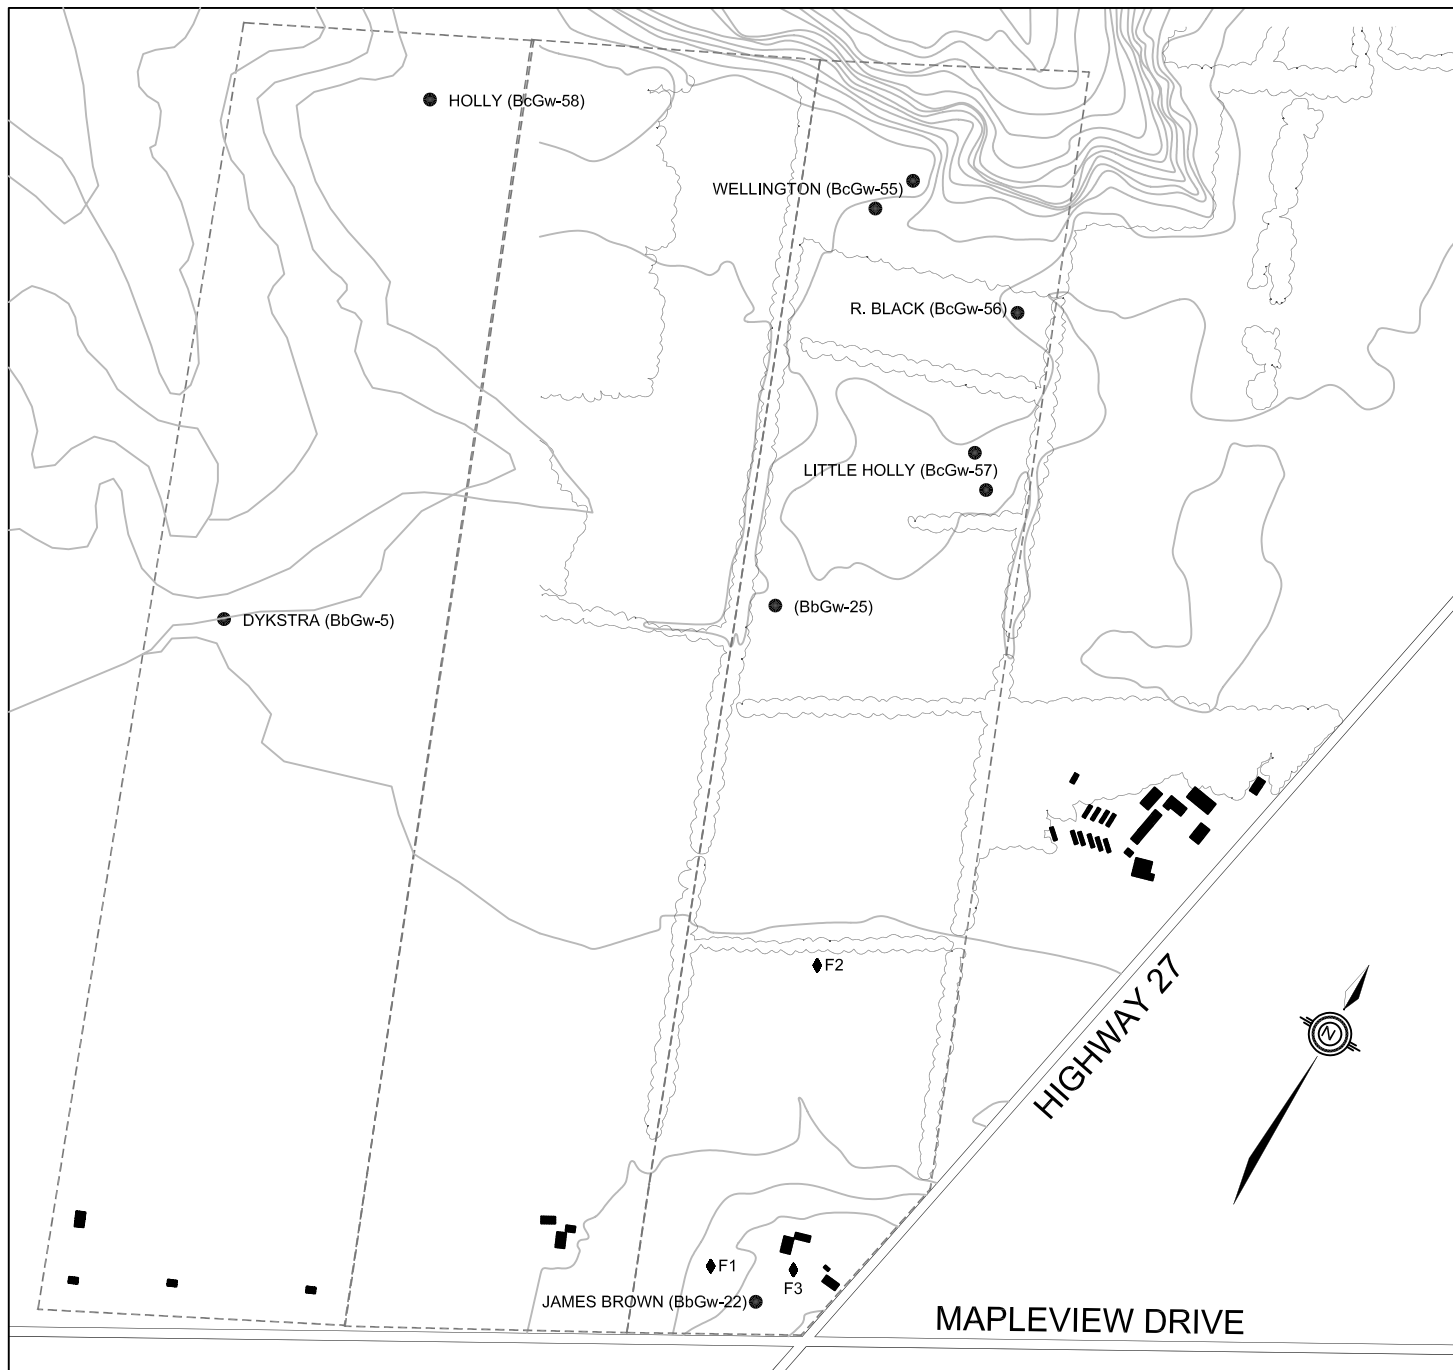 HOLLY (BcGw-58)
WELLINGTON (BcGw-55)
R. BLACK (BcGw-56)
LITTLE HOLLY (BcGw-57)
(BbGw-25)
DYKSTRA (BbGw-5)
F2
HIGHWAY 27
N
F1
F3
JAMES BROWN (BbGw-22)
MAPLEVIEW DRIVE